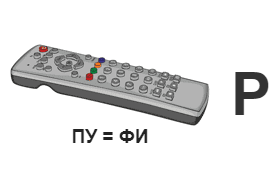 Р
ПУ = ФИ